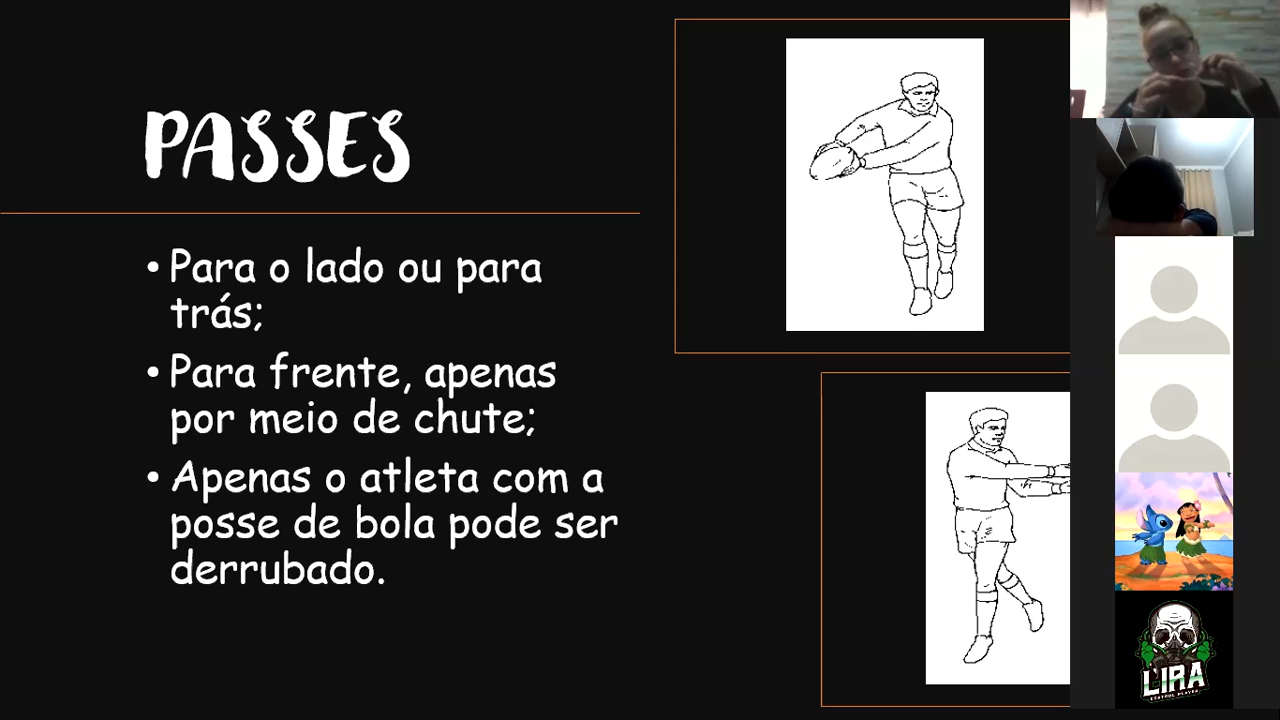 PASSES
• Para o lado ou para
trás;
• Para frente, apenas
por meio de chute;
• Apenas o atleta com a
posse de bola pode ser
derrubado.
LIRA